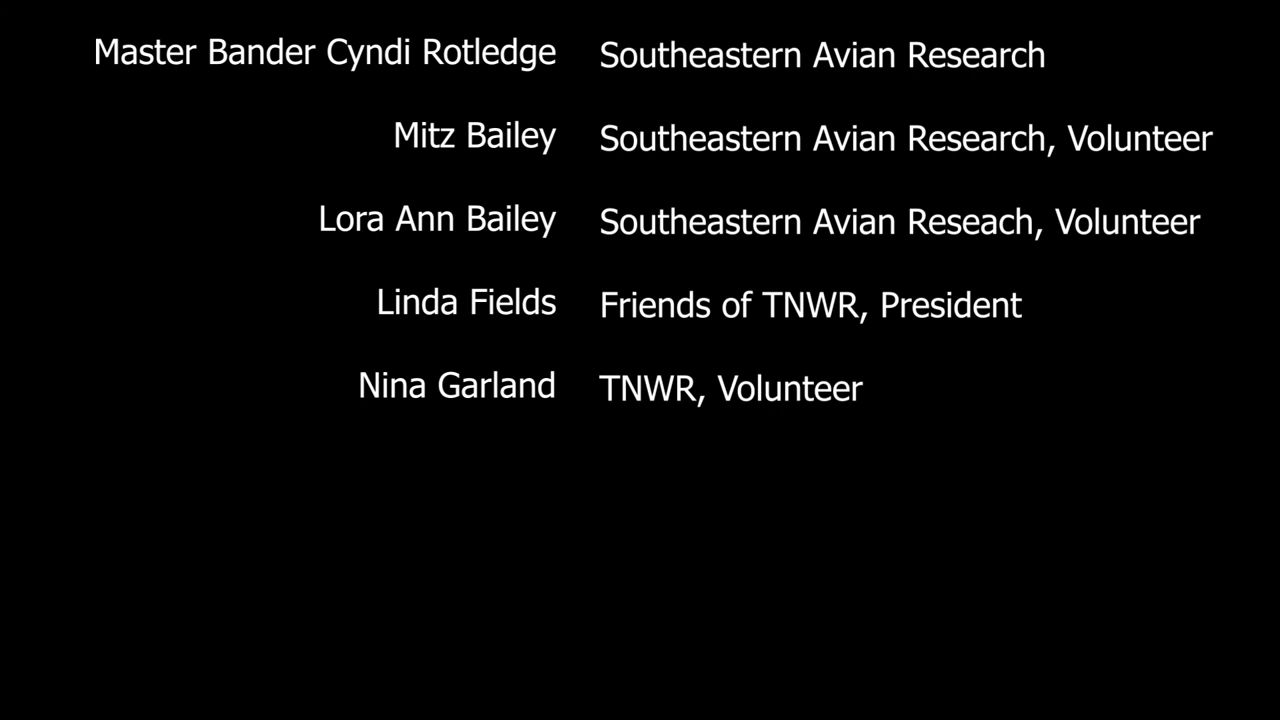 Master Bander Cyndi Rotledge Southeastern Avian Research
Mitz Bailey Southeastern Avian Research, Volunteer
Lora Ann Bailey Southeastern Avian Reseach, Volunteer
Linda Fields Friends of TNWR, President
Nina Garland TNWR, Volunteer